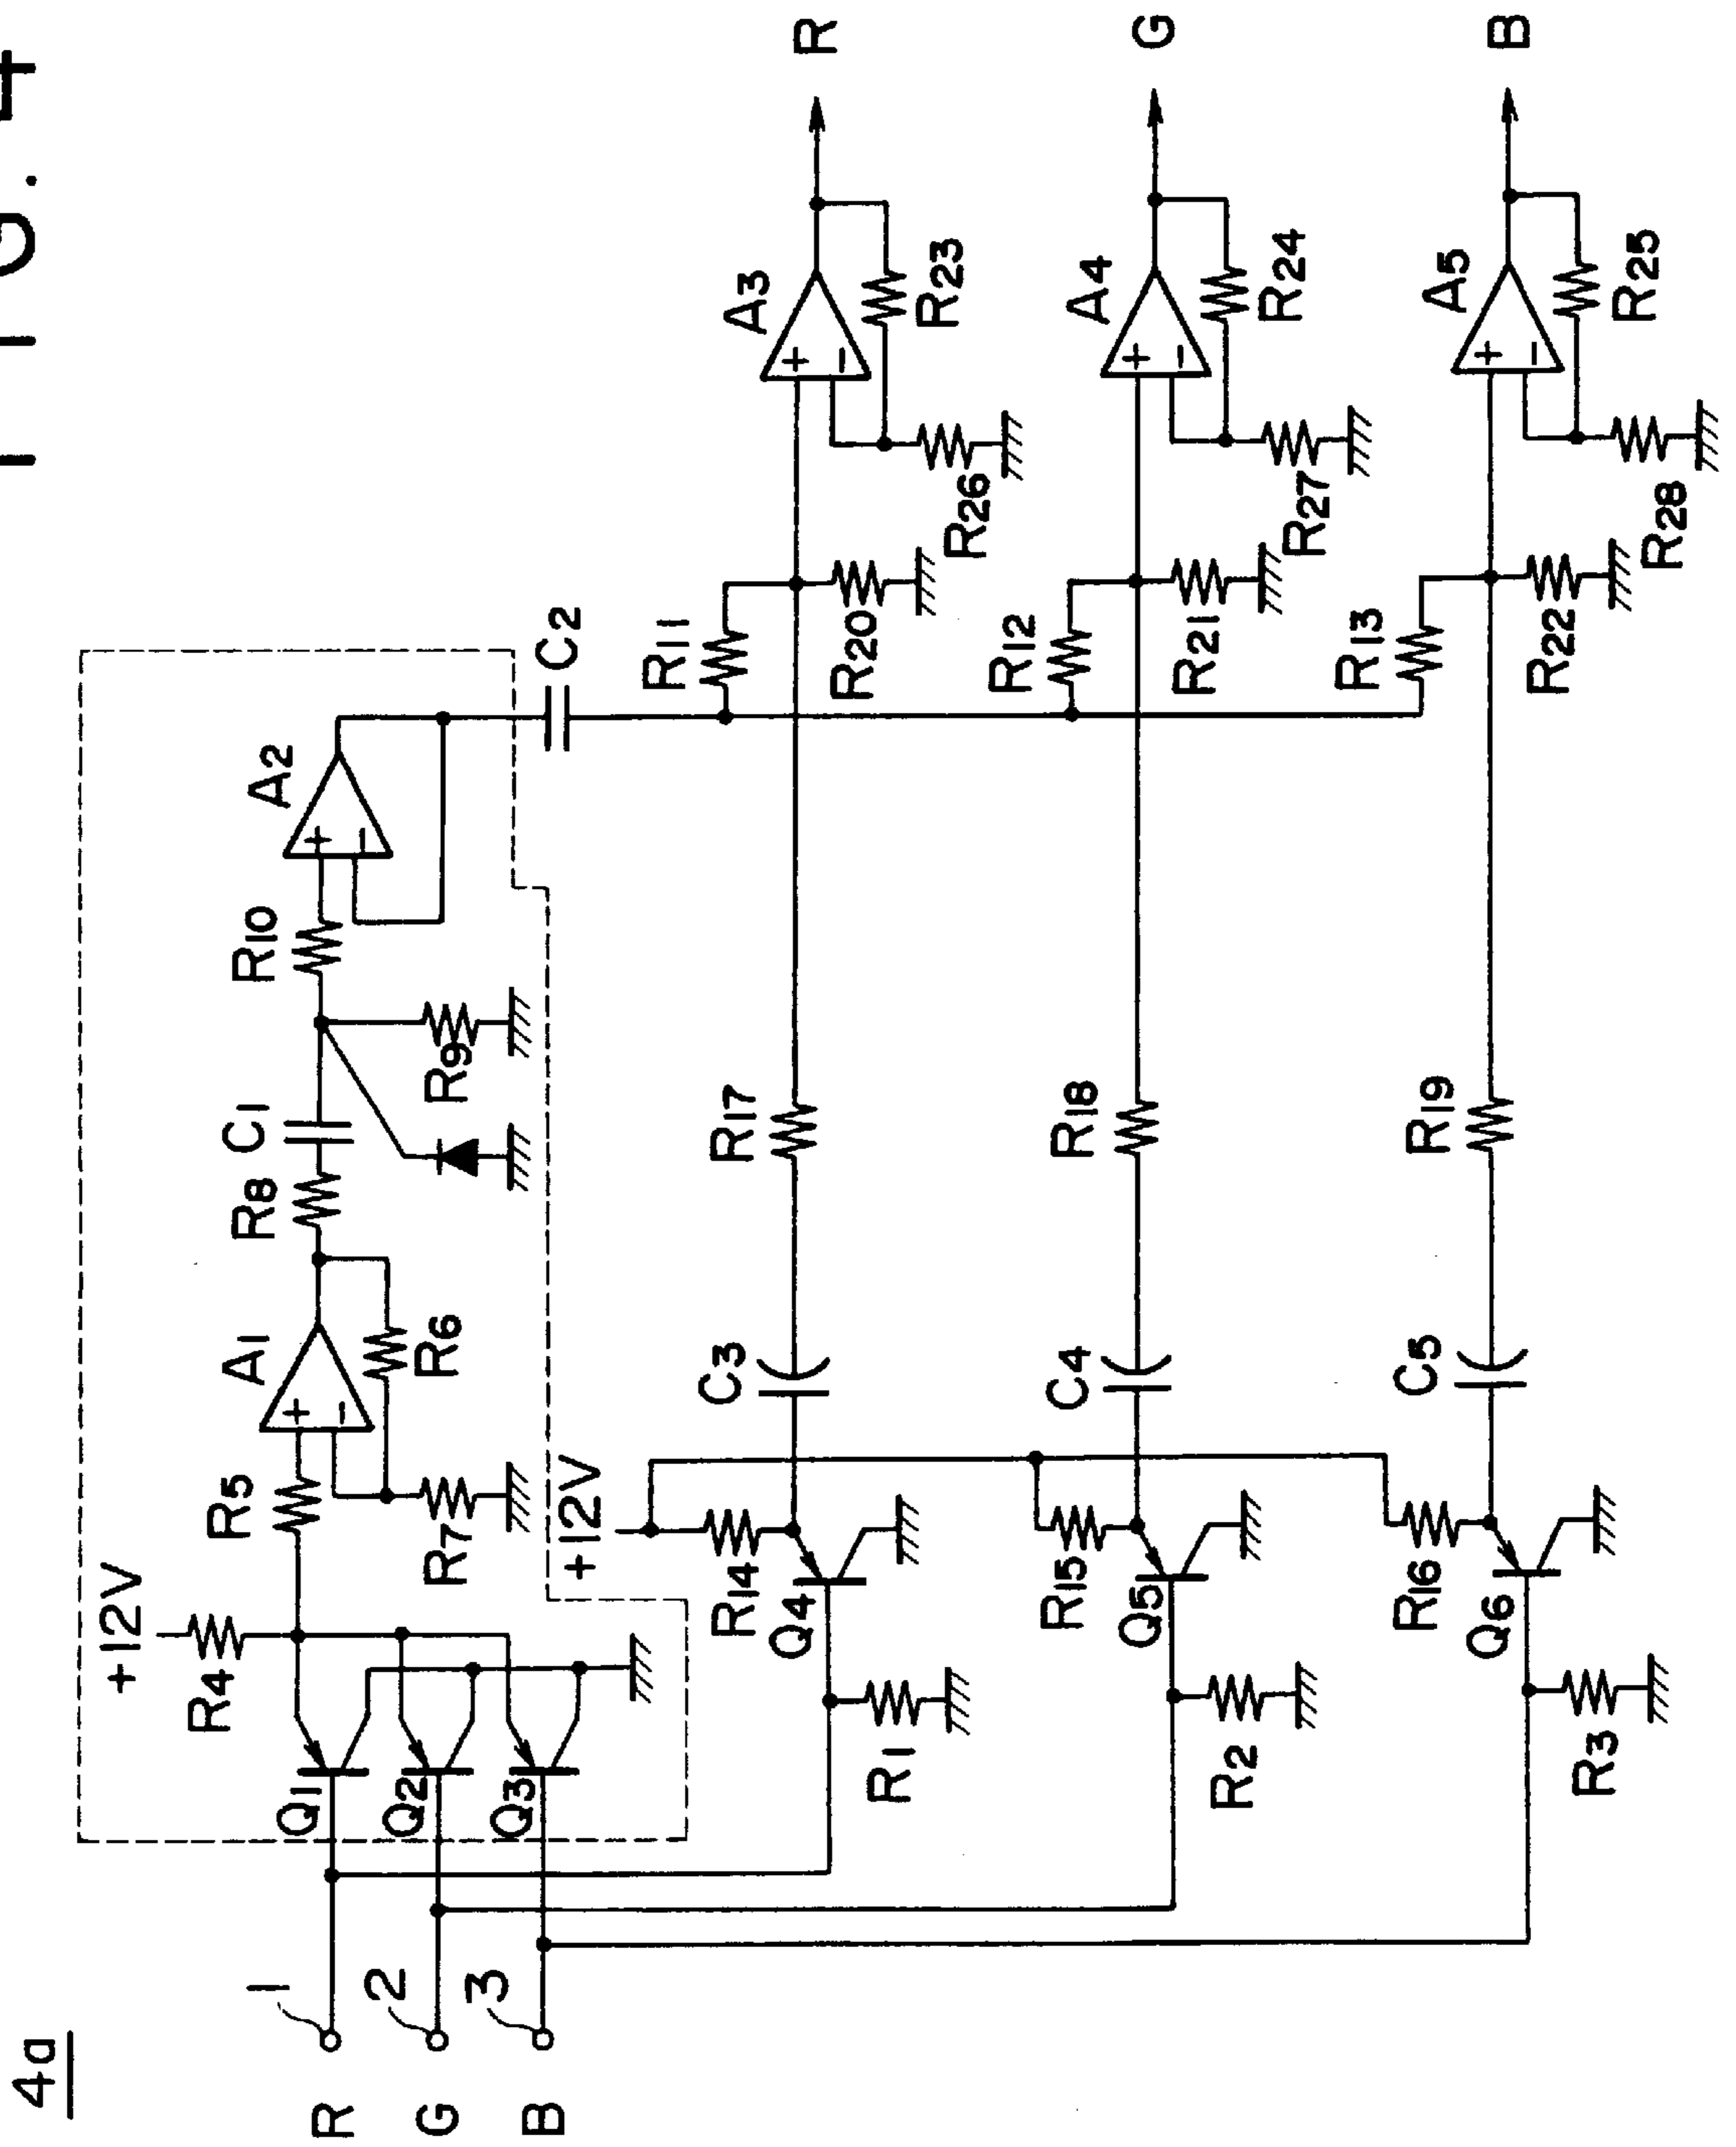 FIG. 4
4a
R
1
G
2
B
3
+12V
R4
Q1
Q2
Q3
R5
A1
+
−
R6
R7
R8
C1
R9
R10
A2
+
−
C2
+12V
R14
Q4
R1
C3
R17
R11
R20
A3
+
−
R23
R26
R
R15
Q5
R2
C4
R18
R12
R21
A4
+
−
R24
R27
G
R16
Q6
R3
C5
R19
R13
R22
A5
+
−
R25
R28
B